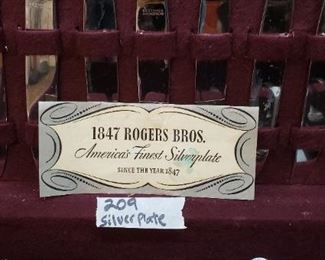 1847 ROGERS BROS.
America's Finest Silverplate
SINCE THE YEAR 1847
209
Silver plate